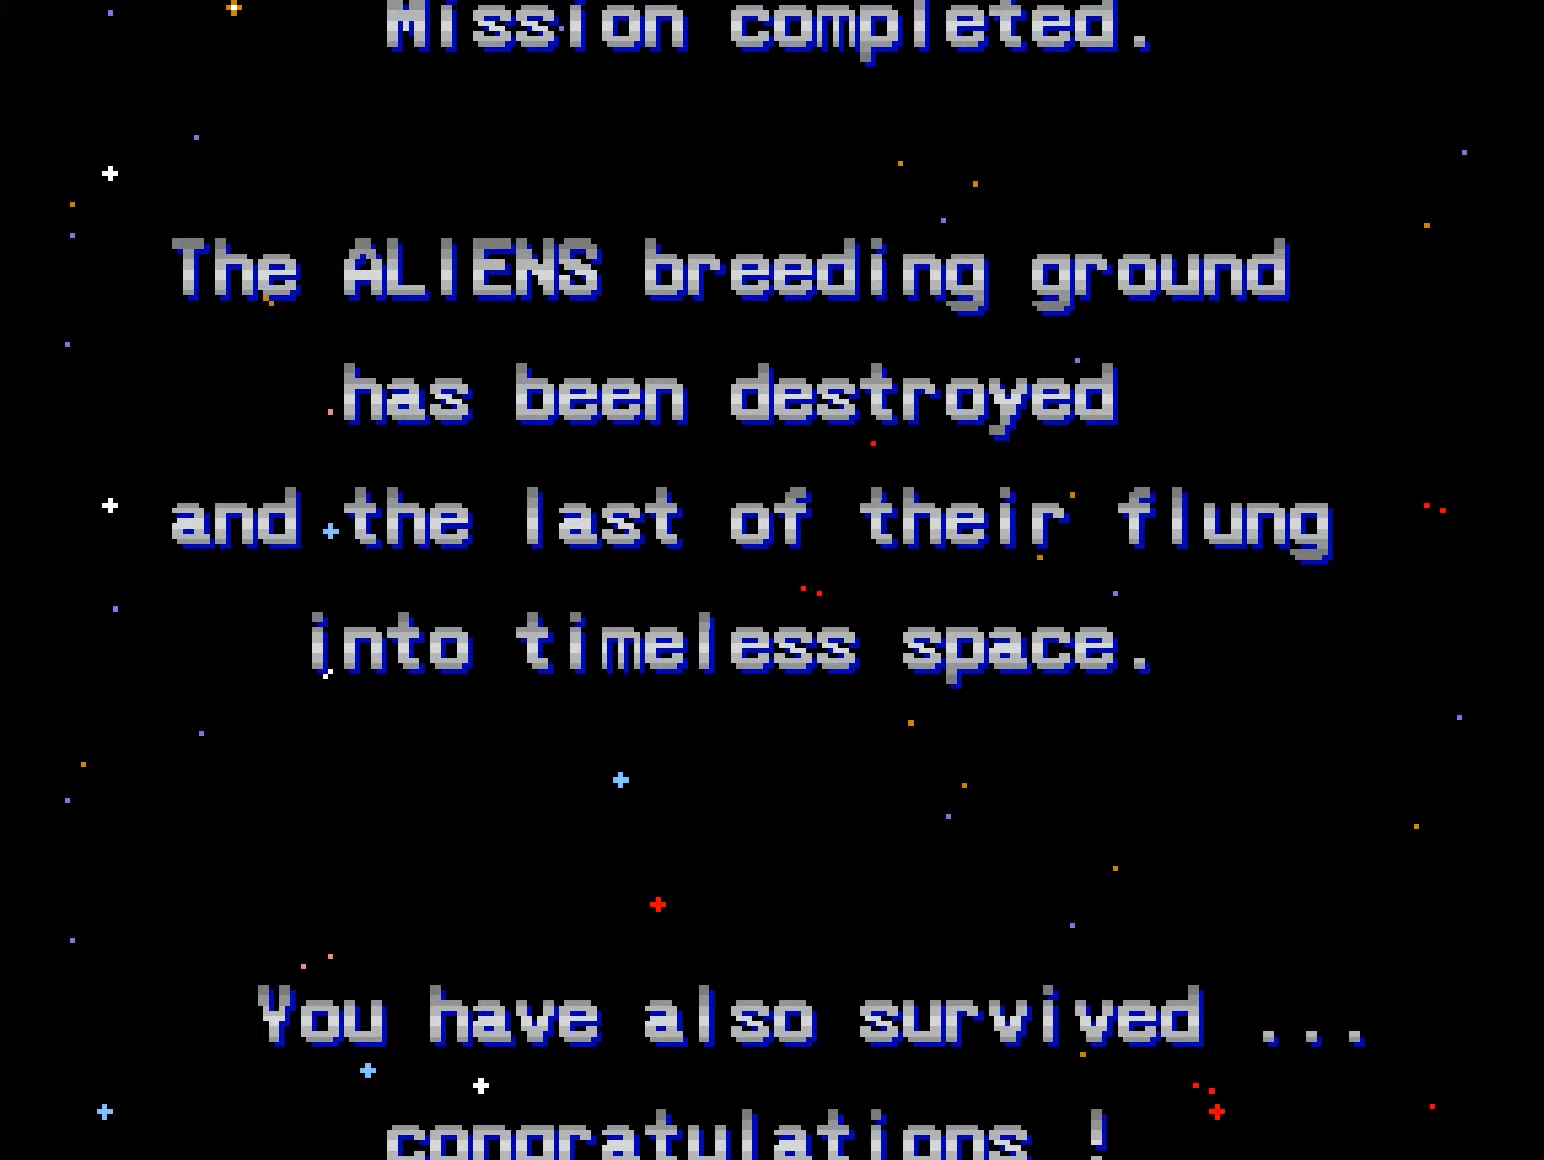 Mission completed.
The ALIENS breeding ground
has been destroyed
and the last of their flung
into timeless space.
You have also survived ...
congratulations !